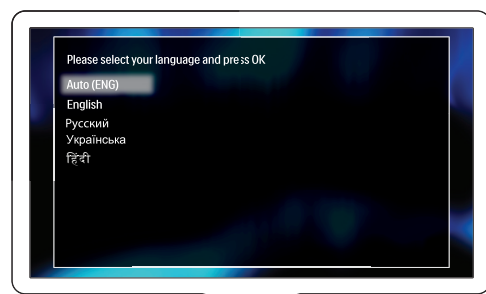 Please select your language and press OK
Auto (ENG)
English
Русский
Українська
हिंदी